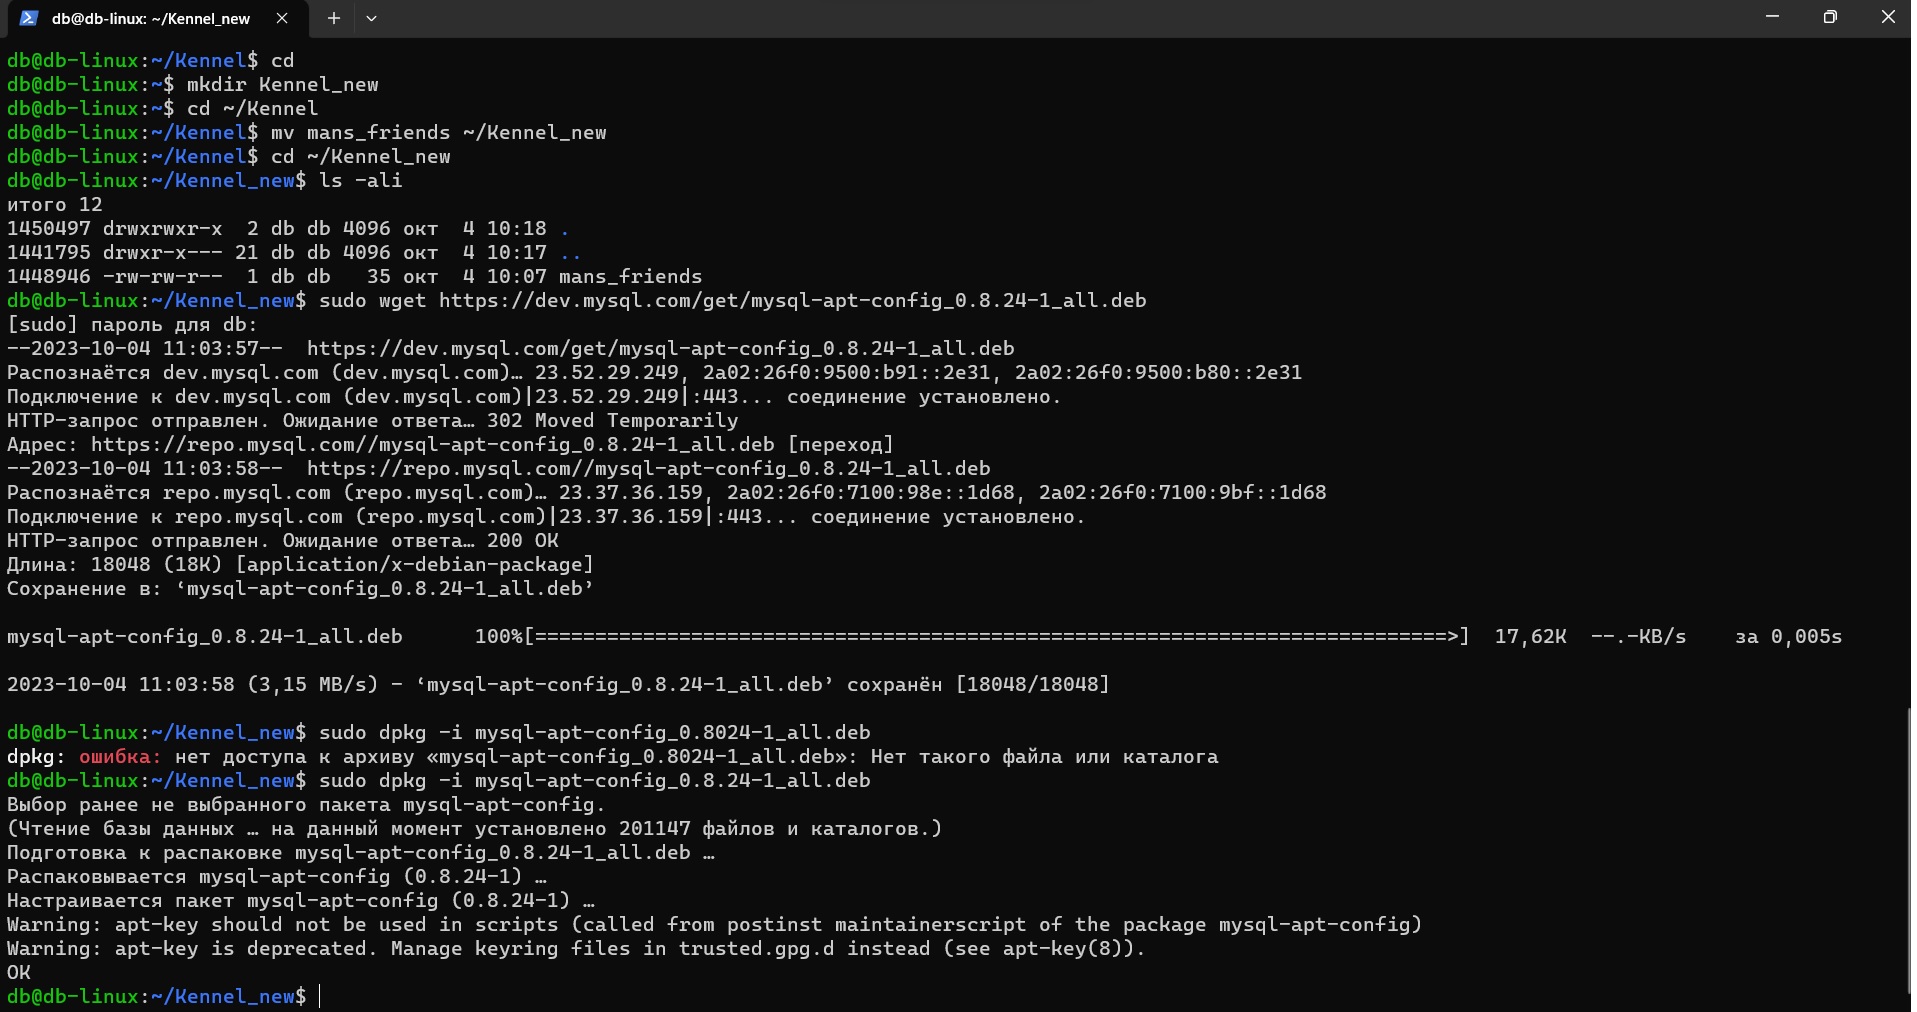 db@db-linux: ~/Kennel_new
db@db-linux:~/Kennel$ cd
db@db-linux:~$ mkdir Kennel_new
db@db-linux:~$ cd ~/Kennel
db@db-linux:~/Kennel$ mv mans_friends ~/Kennel_new
db@db-linux:~/Kennel$ cd ~/Kennel_new
db@db-linux:~/Kennel_new$ ls -ali
итого 12
1450497 drwxrwxr-x  2 db db 4096 окт  4 10:18 .
1441795 drwxr-x--- 21 db db 4096 окт  4 10:17 ..
1448946 -rw-rw-r--  1 db db   35 окт  4 10:07 mans_friends
db@db-linux:~/Kennel_new$ sudo wget https://dev.mysql.com/get/mysql-apt-config_0.8.24-1_all.deb
[sudo] пароль для db:
--2023-10-04 11:03:57--  https://dev.mysql.com/get/mysql-apt-config_0.8.24-1_all.deb
Распознаётся dev.mysql.com (dev.mysql.com)… 23.52.29.249, 2a02:26f0:9500:b91::2e31, 2a02:26f0:9500:b80::2e31
Подключение к dev.mysql.com (dev.mysql.com)|23.52.29.249|:443... соединение установлено.
HTTP-запрос отправлен. Ожидание ответа… 302 Moved Temporarily
Адрес: https://repo.mysql.com//mysql-apt-config_0.8.24-1_all.deb [переход]
--2023-10-04 11:03:58--  https://repo.mysql.com//mysql-apt-config_0.8.24-1_all.deb
Распознаётся repo.mysql.com (repo.mysql.com)… 23.37.36.159, 2a02:26f0:7100:98e::1d68, 2a02:26f0:7100:9bf::1d68
Подключение к repo.mysql.com (repo.mysql.com)|23.37.36.159|:443... соединение установлено.
HTTP-запрос отправлен. Ожидание ответа… 200 OK
Длина: 18048 (18K) [application/x-debian-package]
Сохранение в: ‘mysql-apt-config_0.8.24-1_all.deb’
mysql-apt-config_0.8.24-1_all.deb      100%[============================================================================>]  17,62K  --.-KB/s    за 0,005s
2023-10-04 11:03:58 (3,15 MB/s) - ‘mysql-apt-config_0.8.24-1_all.deb’ сохранён [18048/18048]
db@db-linux:~/Kennel_new$ sudo dpkg -i mysql-apt-config_0.8024-1_all.deb
dpkg: ошибка: нет доступа к архиву «mysql-apt-config_0.8024-1_all.deb»: Нет такого файла или каталога
db@db-linux:~/Kennel_new$ sudo dpkg -i mysql-apt-config_0.8.24-1_all.deb
Выбор ранее не выбранного пакета mysql-apt-config.
(Чтение базы данных … на данный момент установлено 201147 файлов и каталогов.)
Подготовка к распаковке mysql-apt-config_0.8.24-1_all.deb …
Распаковывается mysql-apt-config (0.8.24-1) …
Настраивается пакет mysql-apt-config (0.8.24-1) …
Warning: apt-key should not be used in scripts (called from postinst maintainerscript of the package mysql-apt-config)
Warning: apt-key is deprecated. Manage keyring files in trusted.gpg.d instead (see apt-key(8)).
OK
db@db-linux:~/Kennel_new$